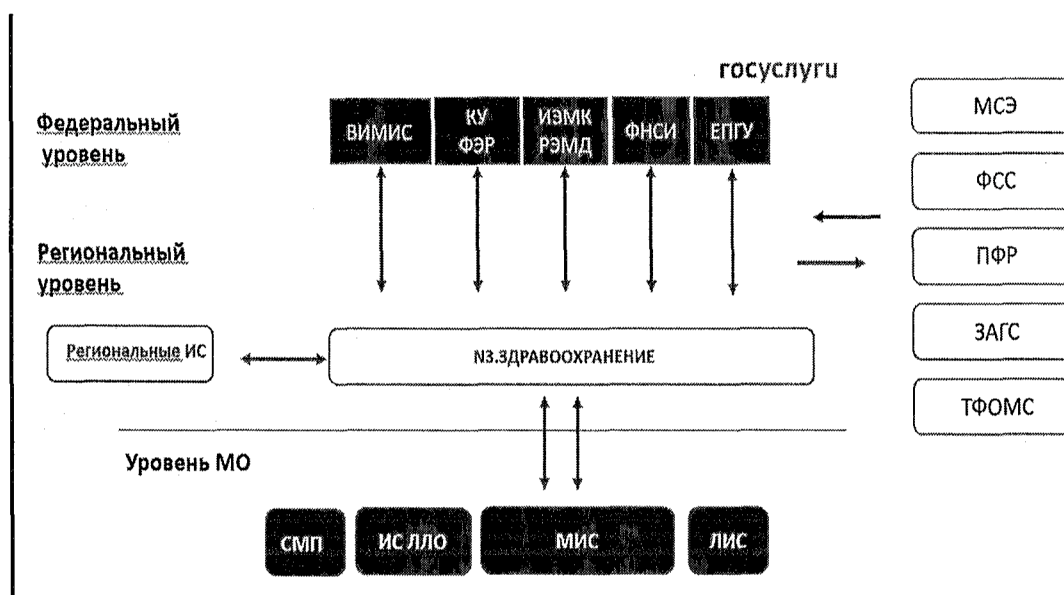 госуслуги
Федеральный
уровень
ВИМИС
КУ
ФЭР
ИЭМК
РЭМД
ФНСИ
ЕПГУ
МСЭ
ФСС
ПФР
ЗАГС
ТФОМС
Региональный
уровень
Региональные ИС
N3.ЗДРАВООХРАНЕНИЕ
Уровень МО
СМП
ИС ЛЛО
МИС
ЛИС